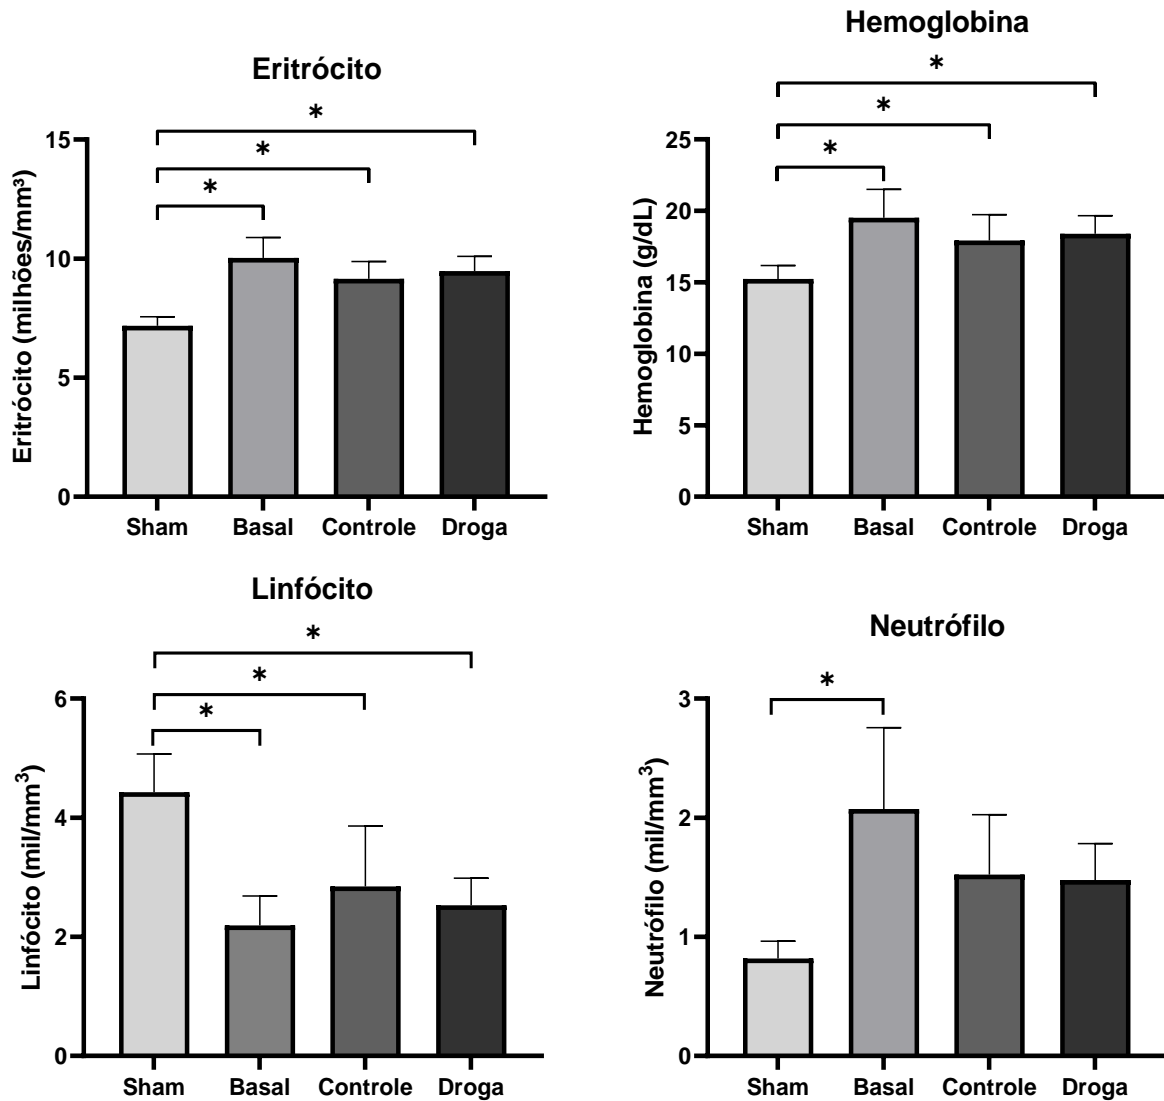 Eritrócito
*
*
*
Eritrócito (milhões/mm³)
15
10
5
0
Sham Basal Controle Droga
Hemoglobina
*
*
*
Hemoglobina (g/dL)
25
20
15
10
5
0
Sham Basal Controle Droga
Linfócito
*
*
*
Linfócito (mil/mm³)
6
4
2
0
Sham Basal Controle Droga
Neutrófilo
*
Neutrófilo (mil/mm³)
3
2
1
0
Sham Basal Controle Droga